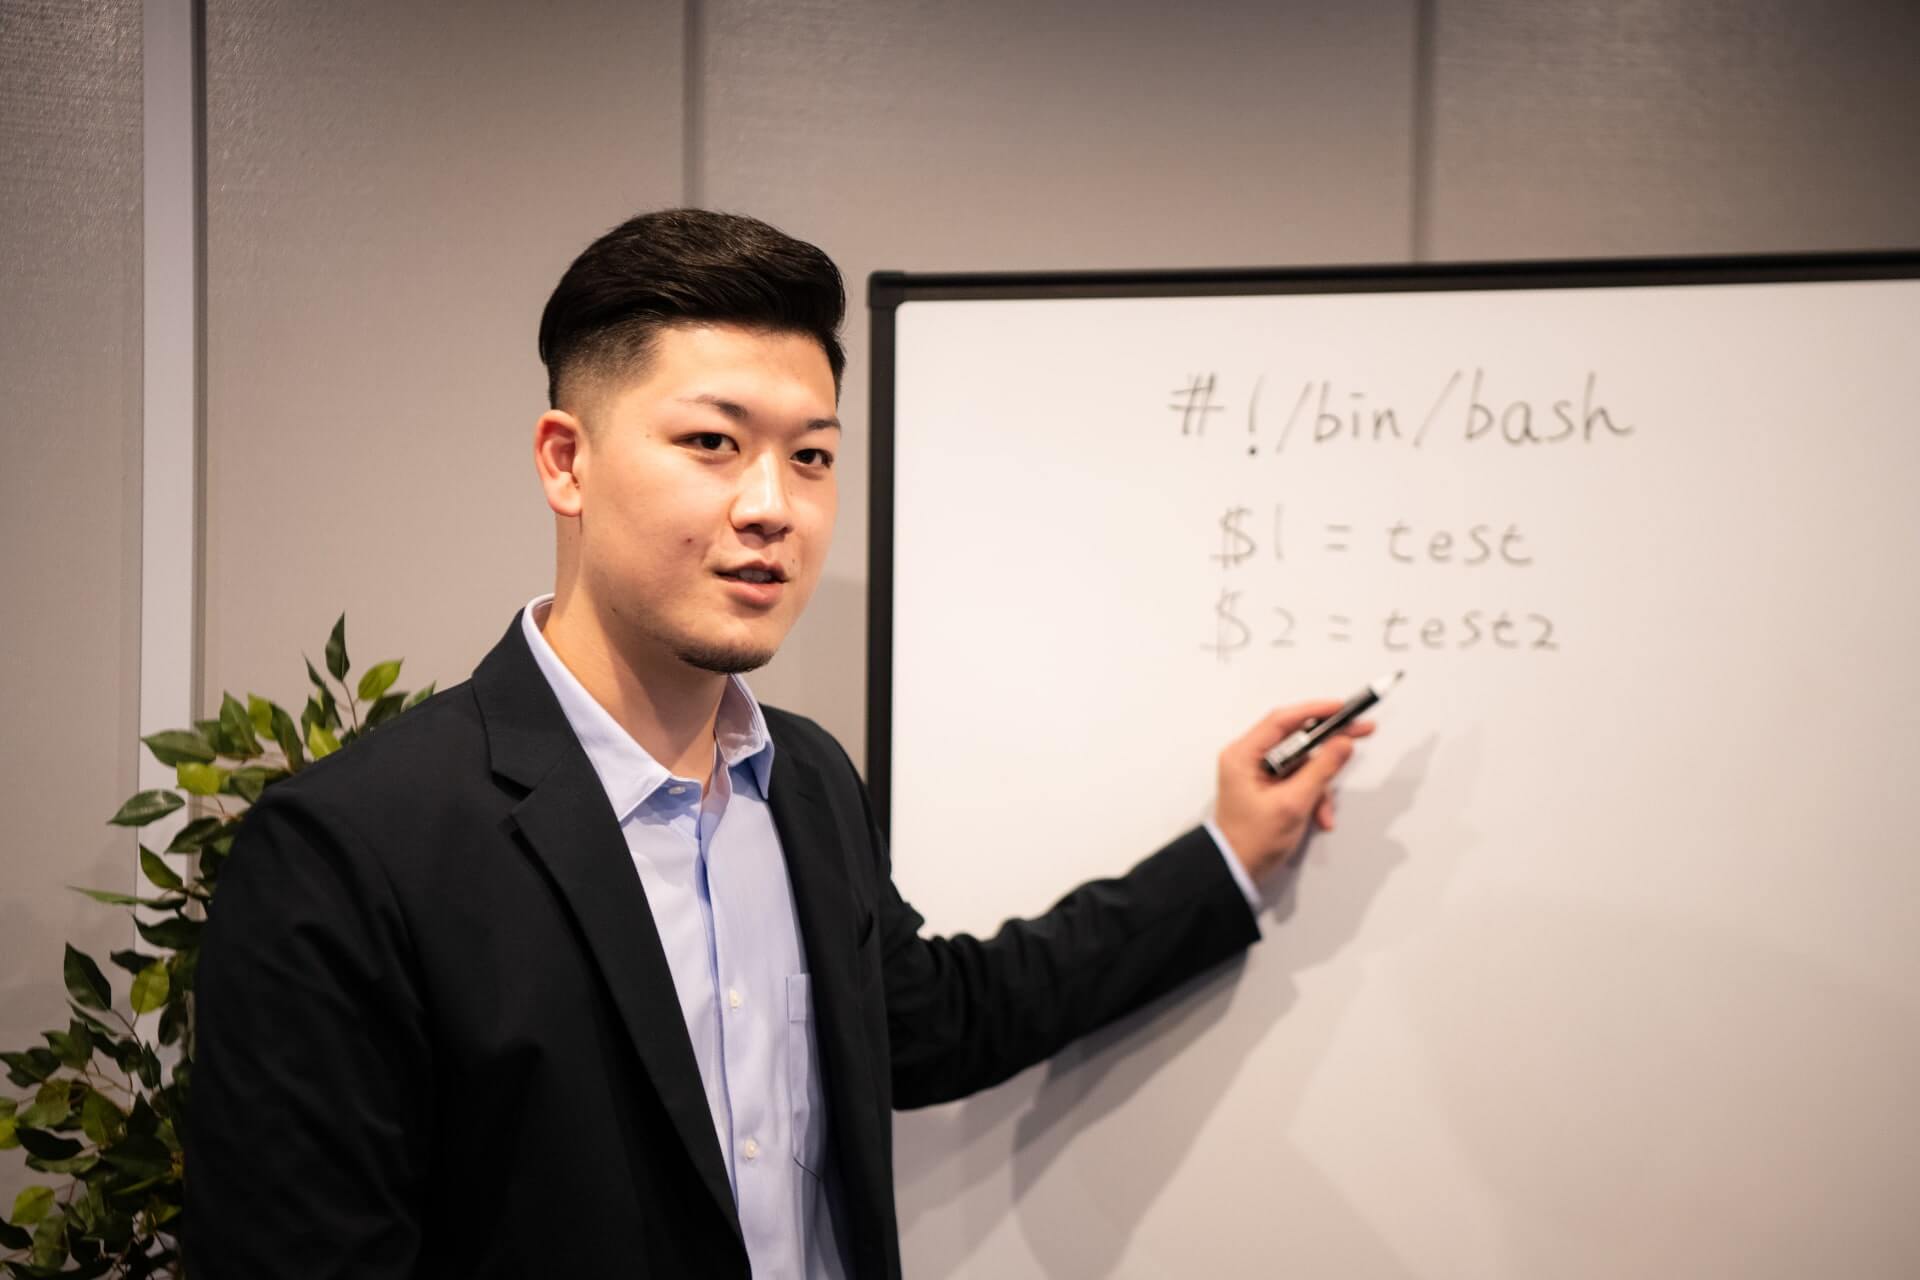 #!/bin/bash
$1 = test
$2 = test2